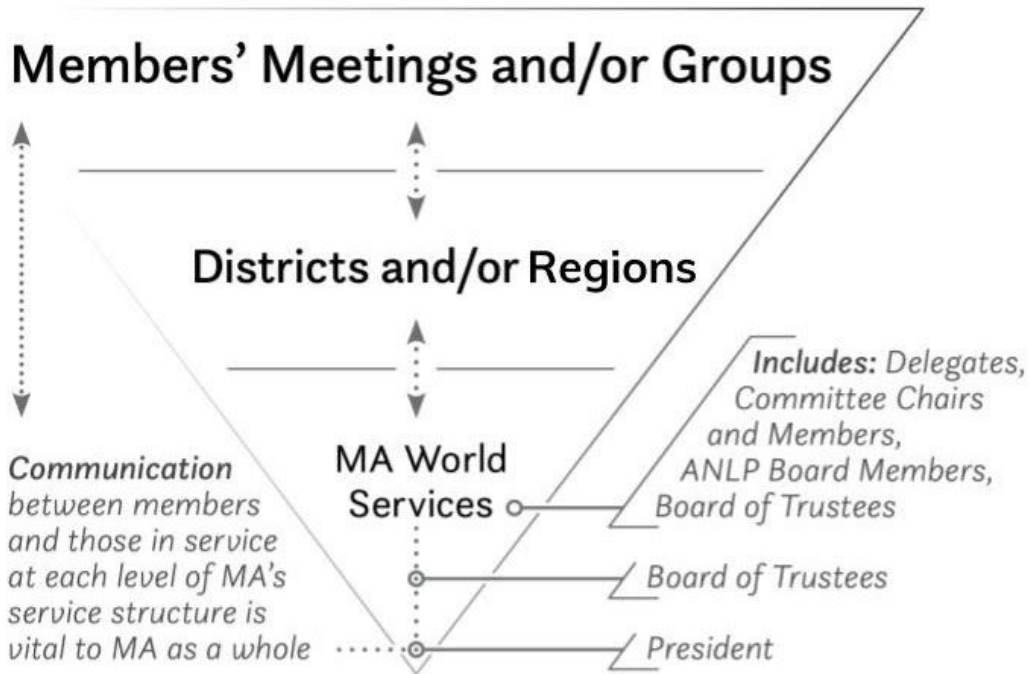 Members’ Meetings and/or Groups
Districts and/or Regions
MA World
Services
Includes: Delegates,
Committee Chairs
and Members,
ANLP Board Members,
Board of Trustees
Communication
between members
and those in service
at each level of MA’s
service structure is
vital to MA as a whole
Board of Trustees
President